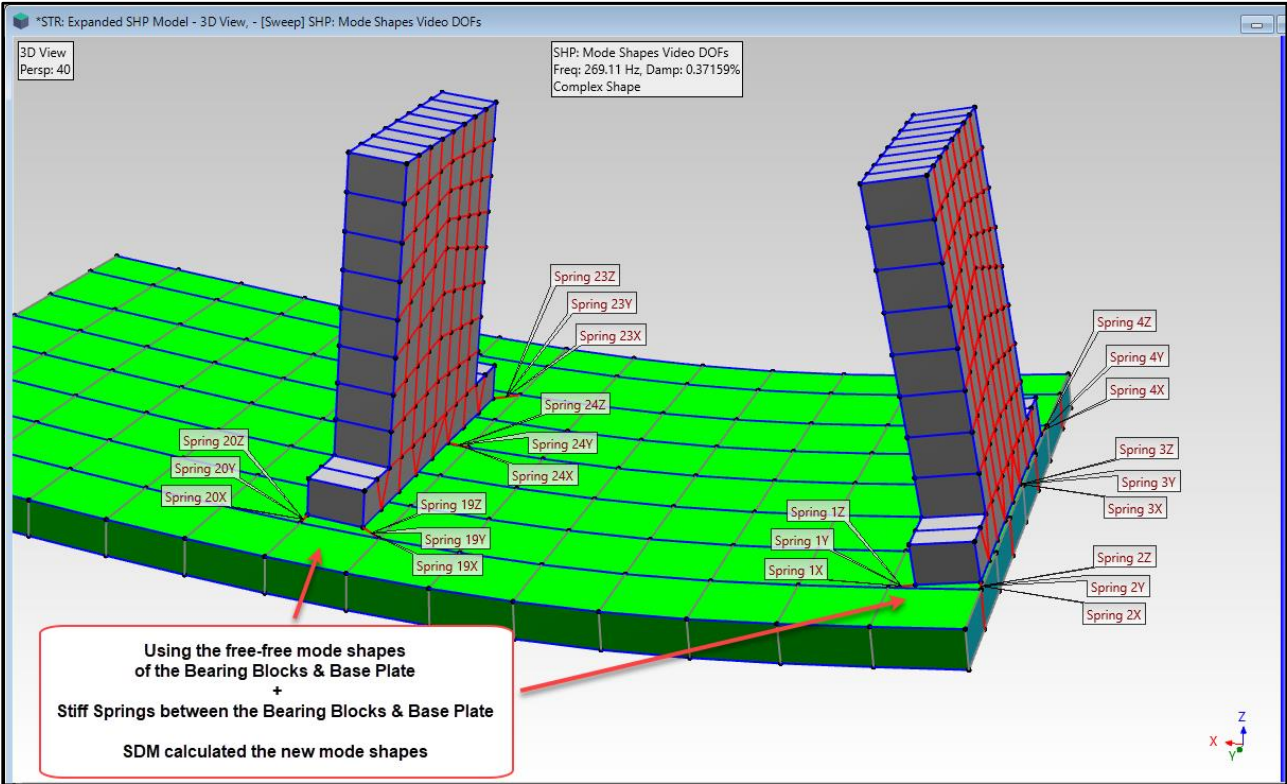 *STR: Expanded SHP Model - 3D View, - [Sweep] SHP: Mode Shapes Video DOFs
3D View
Persp: 40
SHP: Mode Shapes Video DOFs
Freq: 269.11 Hz, Damp: 0.37159%
Complex Shape
Spring 23Z
Spring 23Y
Spring 23X
Spring 4Z
Spring 4Y
Spring 4X
Spring 24Z
Spring 24Y
Spring 24X
Spring 20Z
Spring 20Y
Spring 20X
Spring 3Z
Spring 3Y
Spring 3X
Spring 19Z
Spring 19Y
Spring 19X
Spring 1Z
Spring 1Y
Spring 1X
Spring 2Z
Spring 2Y
Spring 2X
Using the free-free mode shapes
of the Bearing Blocks & Base Plate
+
Stiff Springs between the Bearing Blocks & Base Plate
SDM calculated the new mode shapes
Z
X
Y